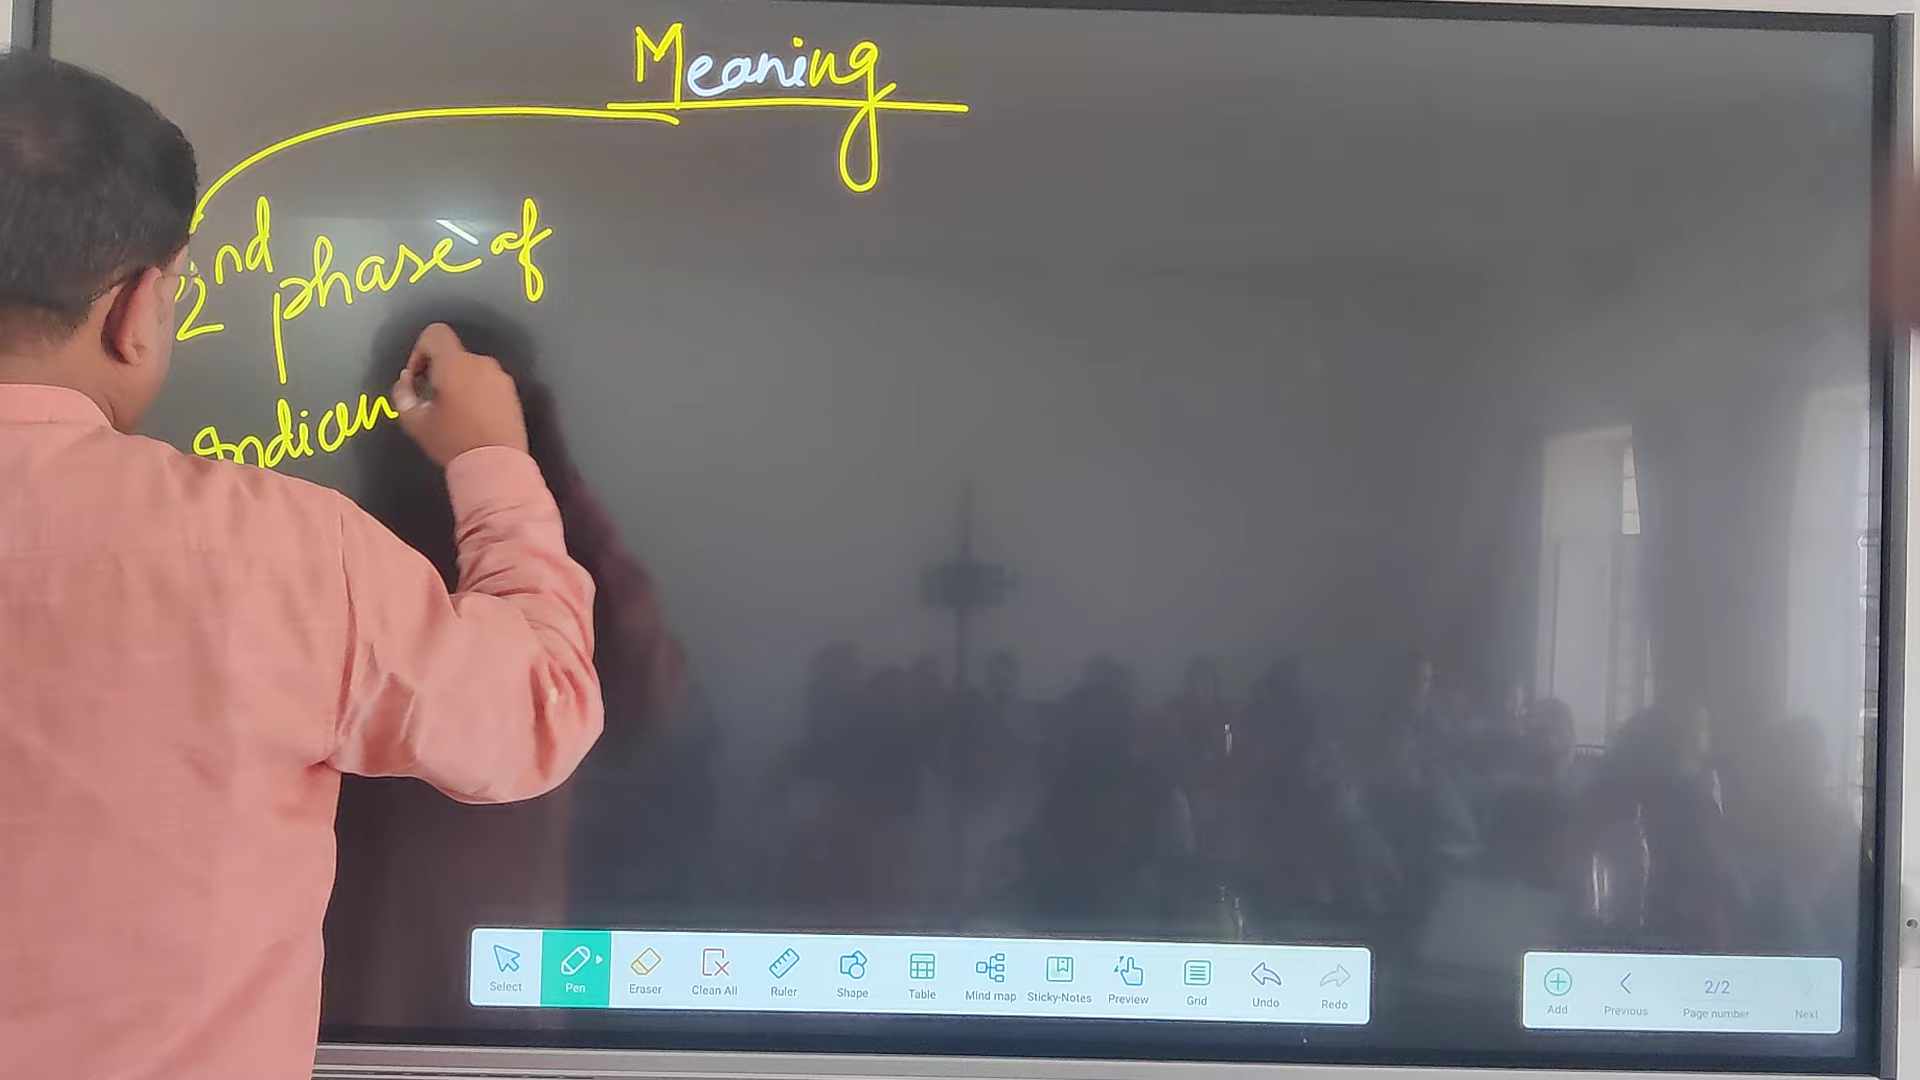 Meaning
2nd phase of
Indian
Select
Pen
Eraser
Clean All
Ruler
Shape
Table
Mind map
Sticky-Notes
Preview
Grid
Undo
Redo
Add
Previous
2/2
Page number
Next